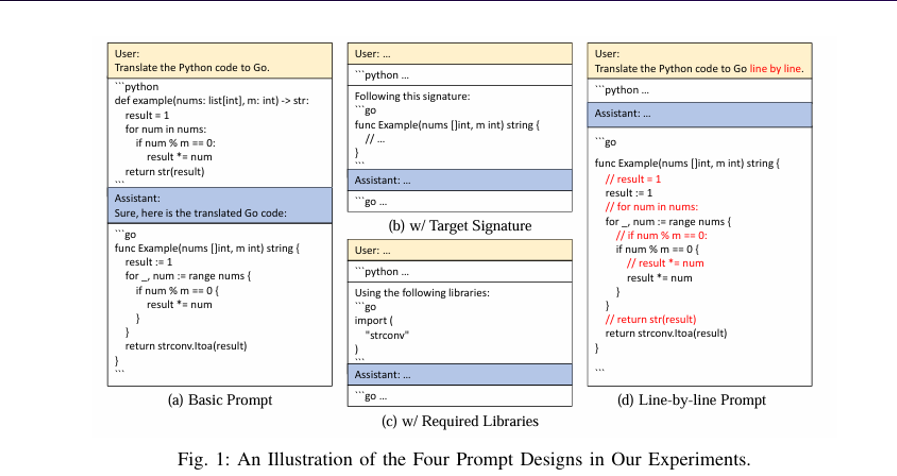 User:
Translate the Python code to Go.
```python
def example(nums: list[int], m: int) -> str:
    result = 1
    for num in nums:
        if num % m == 0:
            result *= num
    return str(result)
```
Assistant:
Sure, here is the translated Go code:
```go
func Example(nums []int, m int) string {
    result := 1
    for _, num := range nums {
        if num % m == 0 {
            result *= num
        }
    }
    return strconv.Itoa(result)
}
```
(a) Basic Prompt
User: ...
```python ...
Following this signature:
```go
func Example(nums []int, m int) string {
    // ...
}
```
Assistant: ...
```go ...
(b) w/ Target Signature
User: ...
```python ...
Using the following libraries:
```go
import (
    "strconv"
)
```
Assistant: ...
```go ...
(c) w/ Required Libraries
User:
Translate the Python code to Go line by line.
```python ...
Assistant: ...
```go
func Example(nums []int, m int) string {
    // result = 1
    result := 1
    // for num in nums:
    for _, num := range nums {
        // if num % m == 0:
        if num % m == 0 {
            // result *= num
            result *= num
        }
    }
    // return str(result)
    return strconv.Itoa(result)
}
```
(d) Line-by-line Prompt
Fig. 1: An Illustration of the Four Prompt Designs in Our Experiments.